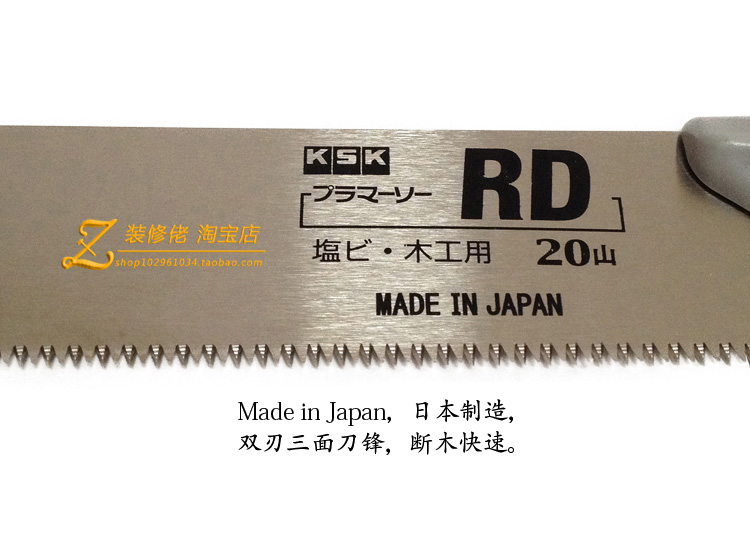 KSK
プラマーソー
RD
塩ビ・木工用 20山
MADE IN JAPAN
Z 装修佬 淘宝店
shop102961034.taobao.com
Made in Japan，日本制造，
双刃三面刀锋，断木快速。